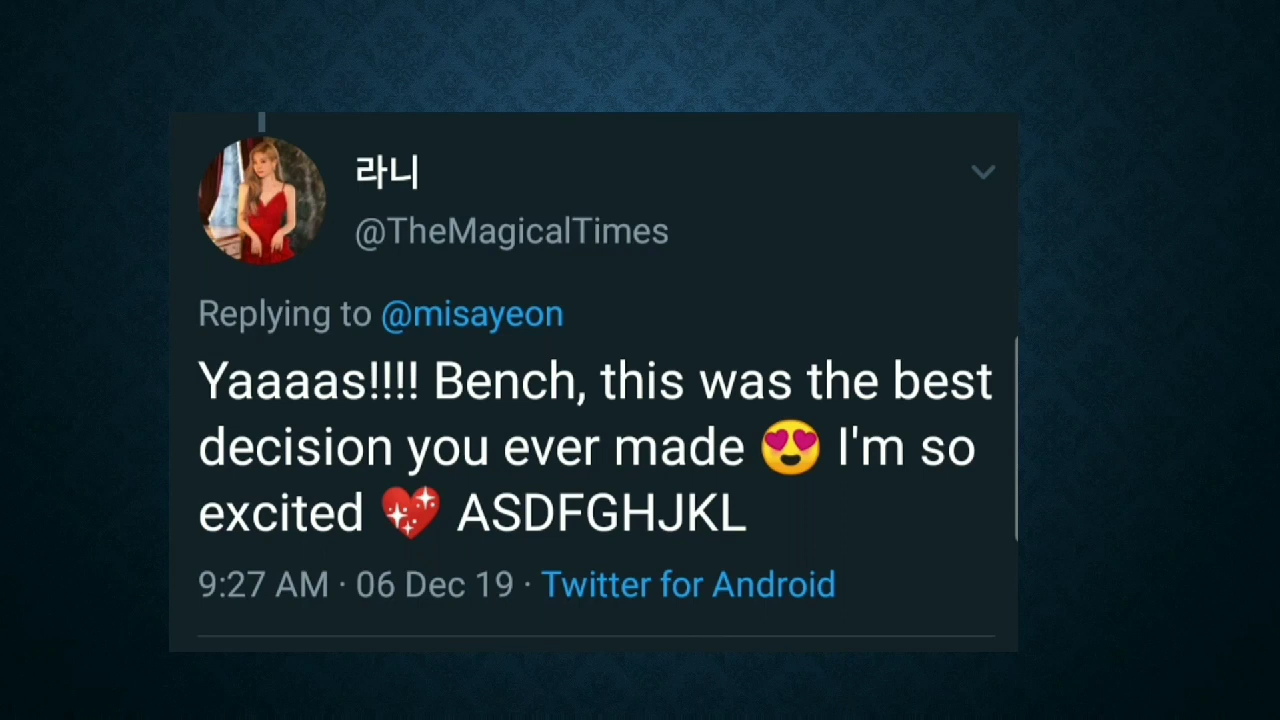 라니
@TheMagicalTimes
Replying to @misayeon
Yaaaas!!!! Bench, this was the best
decision you ever made 😍 I'm so
excited 💖 ASDFGHJKL
9:27 AM · 06 Dec 19 · Twitter for Android